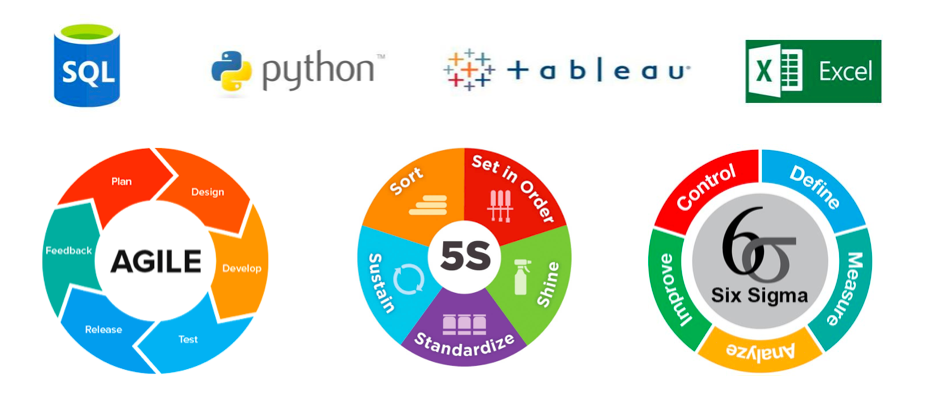 SQL
python™
+ableau®
Excel
Plan
Design
Develop
Test
Release
Feedback
AGILE
Sort
Set in Order
Shine
Standardize
Sustain
5S
Control
Define
Measure
Analyze
Improve
6σ
Six Sigma